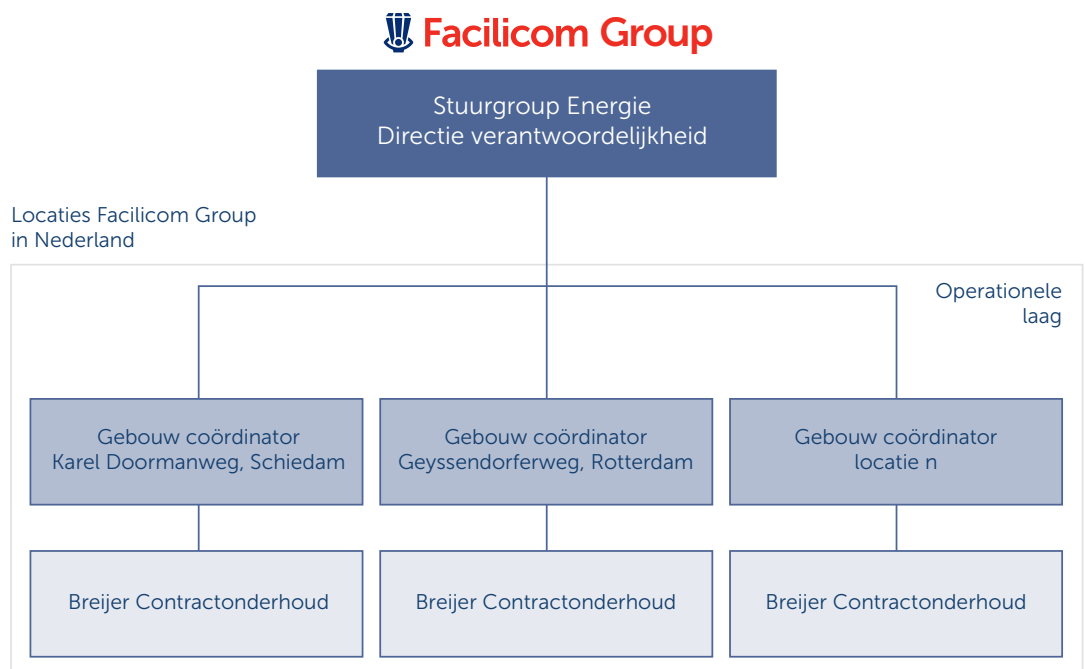 Facilicom Group
Stuurgroup Energie
Directie verantwoordelijkheid
Locaties Facilicom Group
in Nederland
Operationele
laag
Gebouw coördinator
Karel Doormanweg, Schiedam
Gebouw coördinator
Geyssendorferweg, Rotterdam
Gebouw coördinator
locatie n
Breijer Contractonderhoud
Breijer Contractonderhoud
Breijer Contractonderhoud